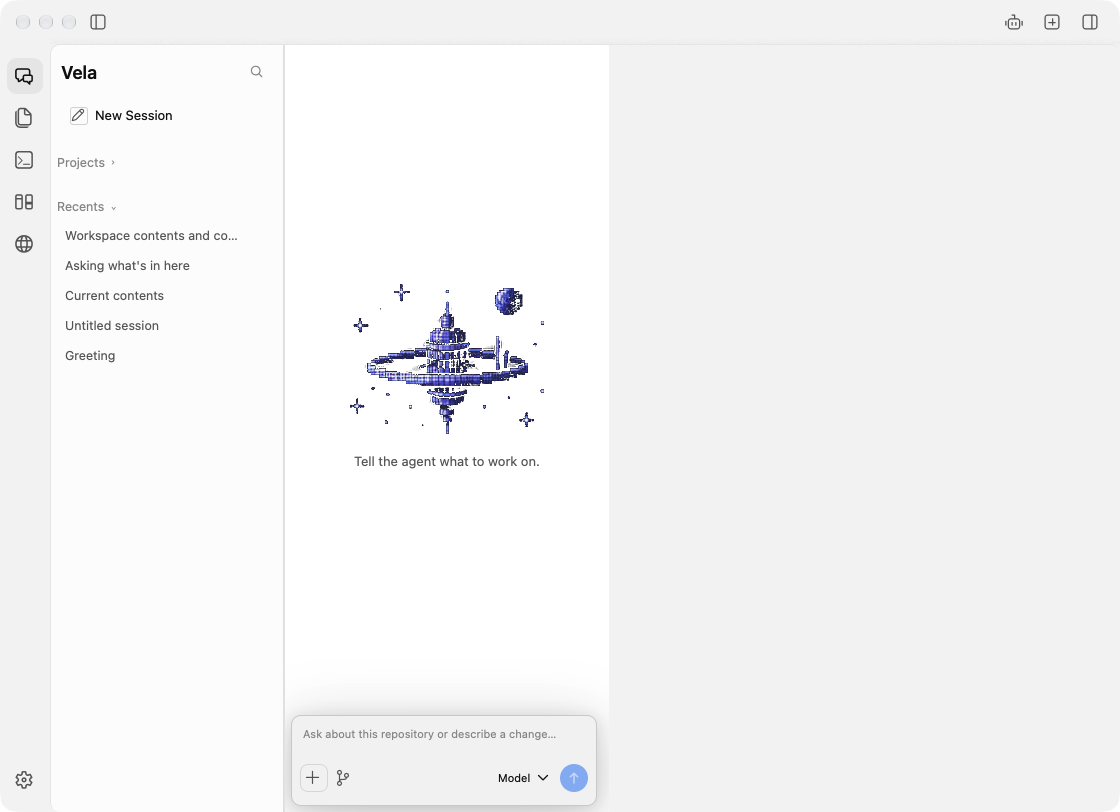 Vela
New Session
Projects
Recents
Workspace contents and co...
Asking what's in here
Current contents
Untitled session
Greeting
Tell the agent what to work on.
Ask about this repository or describe a change...
Model